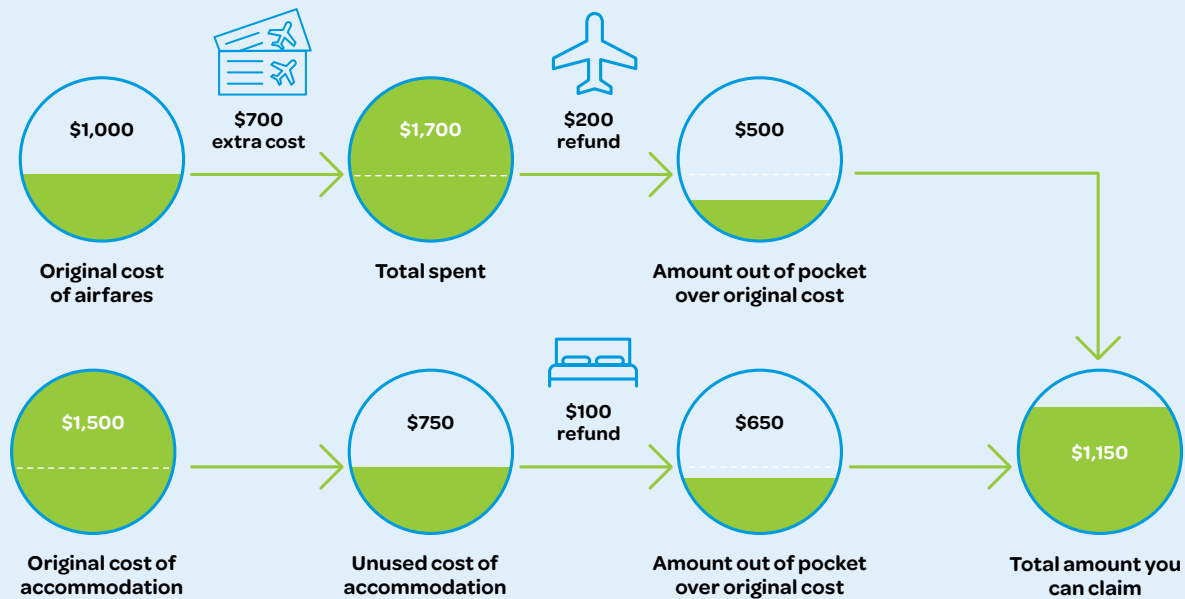 $1,000
$700
extra cost
$1,700
$200
refund
$500
Original cost
of airfares
Total spent
Amount out of pocket
over original cost
$1,500
$750
$100
refund
$650
$1,150
Original cost of
accommodation
Unused cost of
accommodation
Amount out of pocket
over original cost
Total amount you
can claim